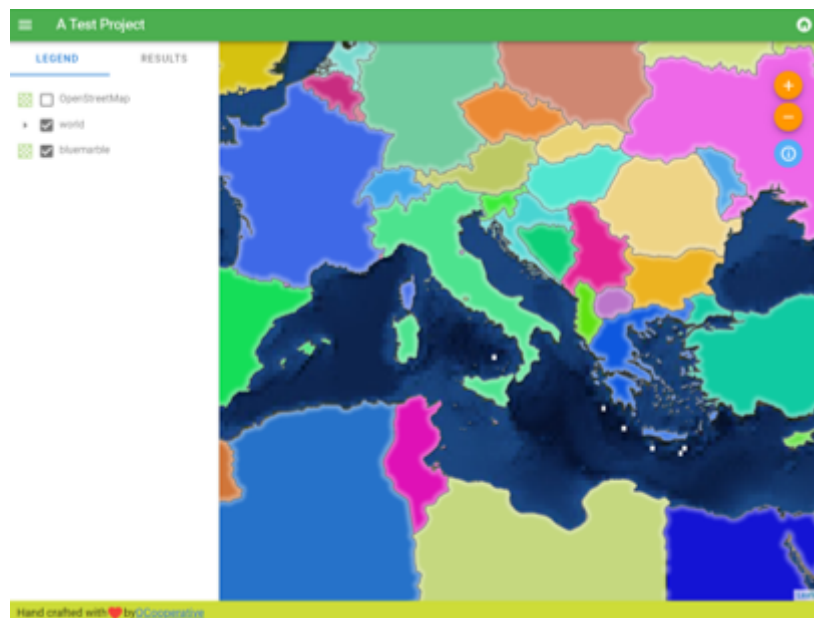 A Test Project
LEGEND RESULTS
OpenStreetMap
world
bluemarble
Hand crafted with ❤ by QCooperative